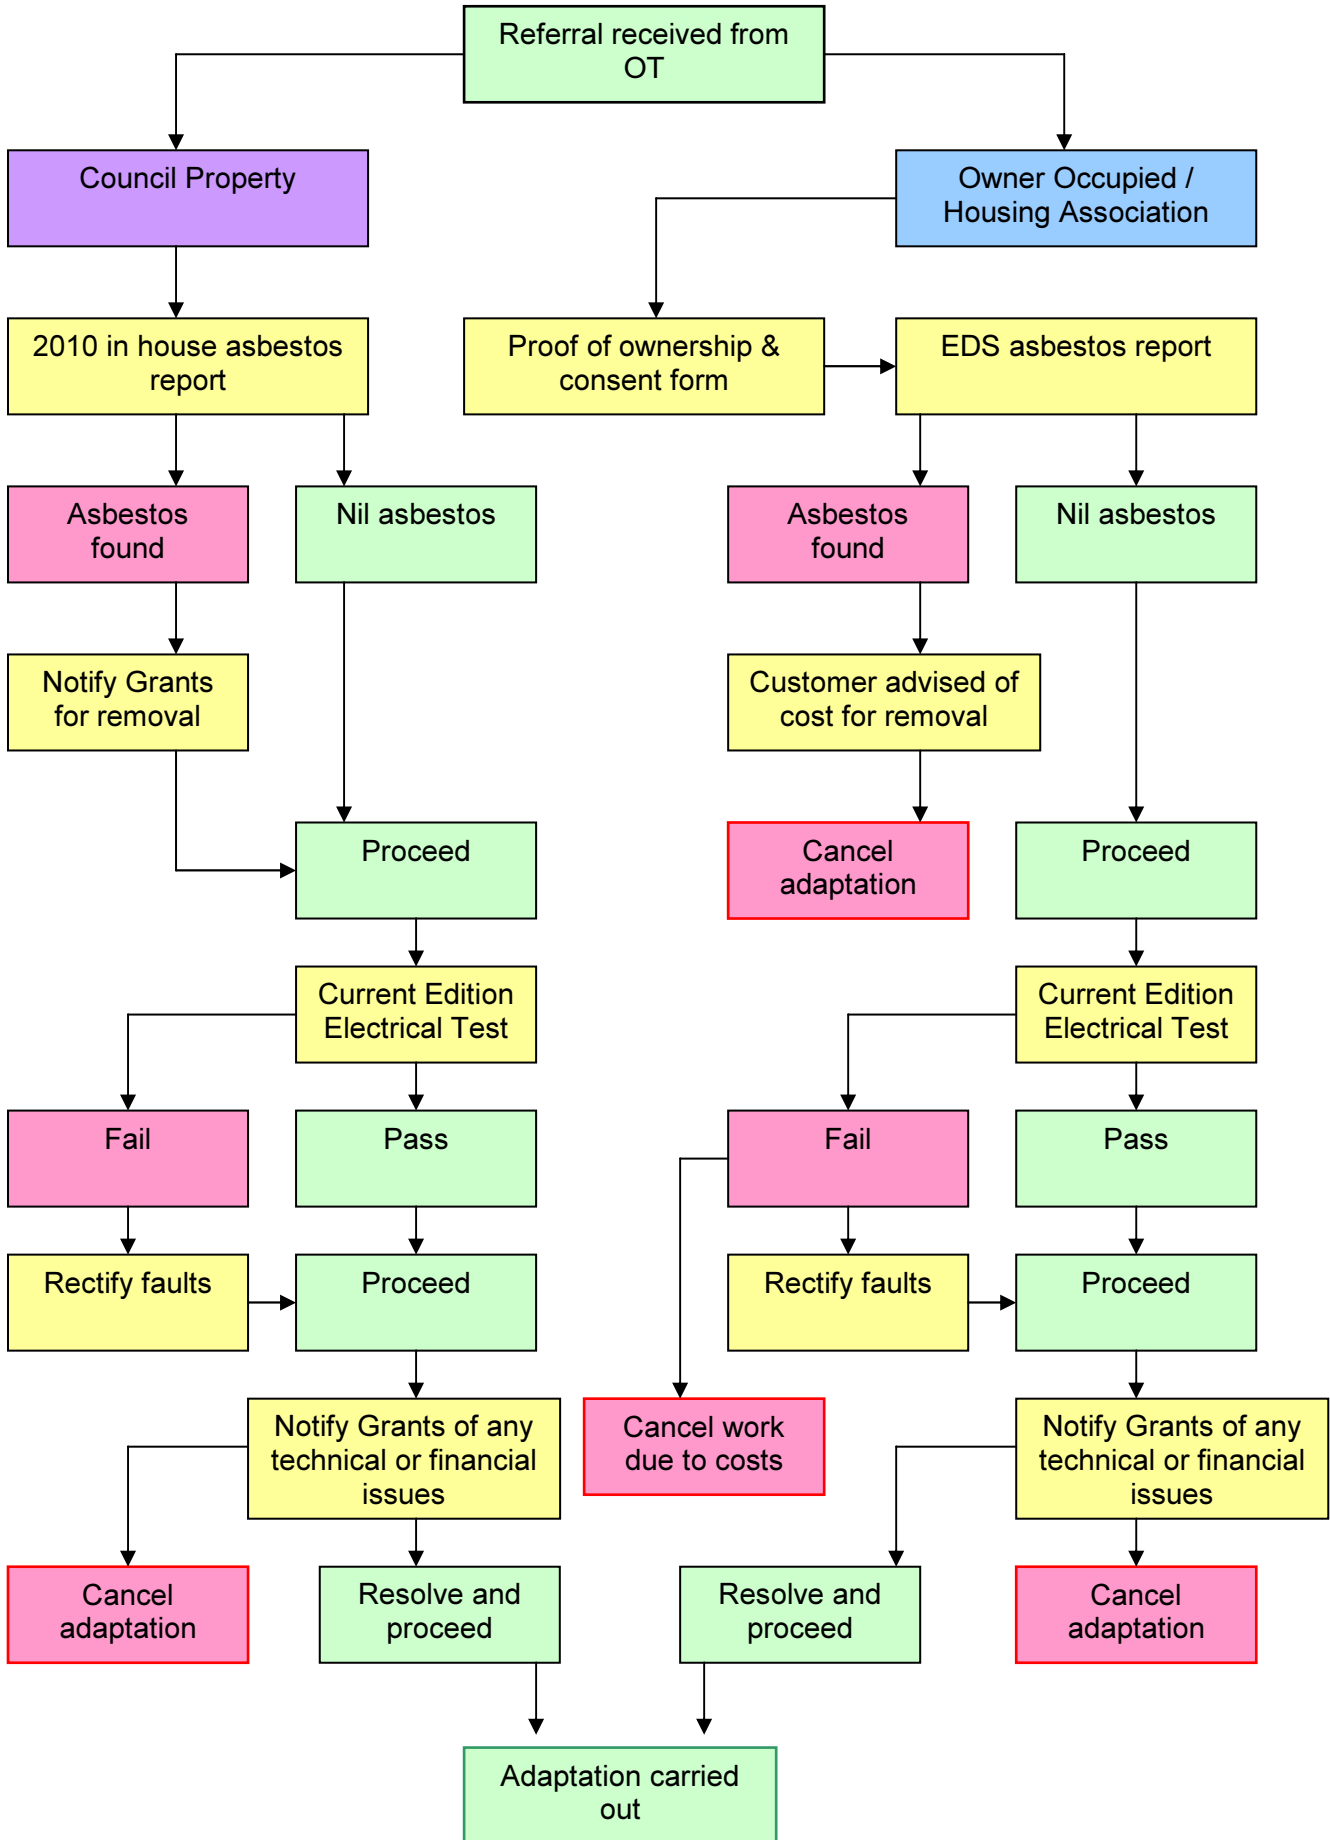 Referral received from
OT
Council Property
Owner Occupied /
Housing Association
2010 in house asbestos
report
Proof of ownership &
consent form
EDS asbestos report
Asbestos
found
Nil asbestos
Asbestos
found
Nil asbestos
Notify Grants
for removal
Customer advised of
cost for removal
Proceed
Cancel
adaptation
Proceed
Current Edition
Electrical Test
Current Edition
Electrical Test
Fail
Pass
Fail
Pass
Rectify faults
Proceed
Rectify faults
Proceed
Notify Grants of any
technical or financial
issues
Cancel work
due to costs
Notify Grants of any
technical or financial
issues
Cancel
adaptation
Resolve and
proceed
Resolve and
proceed
Cancel
adaptation
Adaptation carried
out